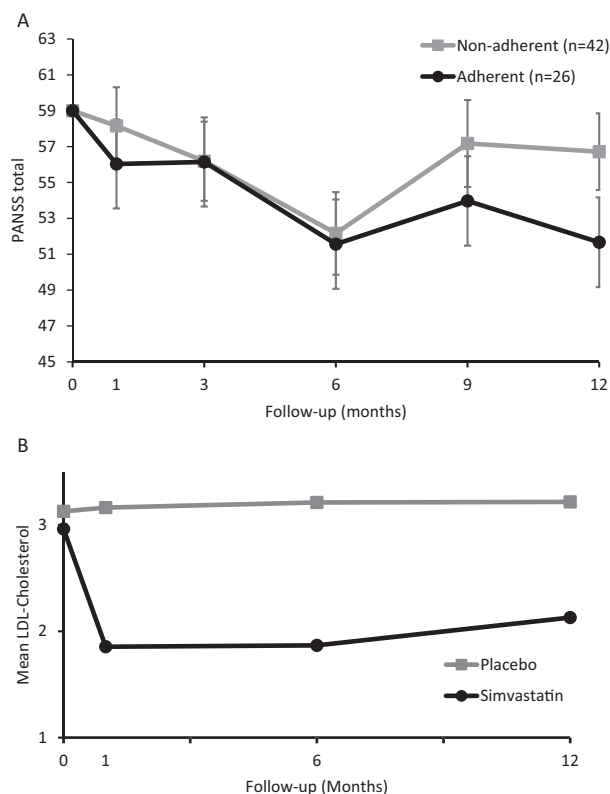 A
63
61
59
57
55
53
51
49
47
45
PANSS total
Non-adherent (n=42)
Adherent (n=26)
0 1 3 6 9 12
Follow-up (months)
B
3
2
1
Mean LDL-Cholesterol
Placebo
Simvastatin
0 1 6 12
Follow-up (Months)